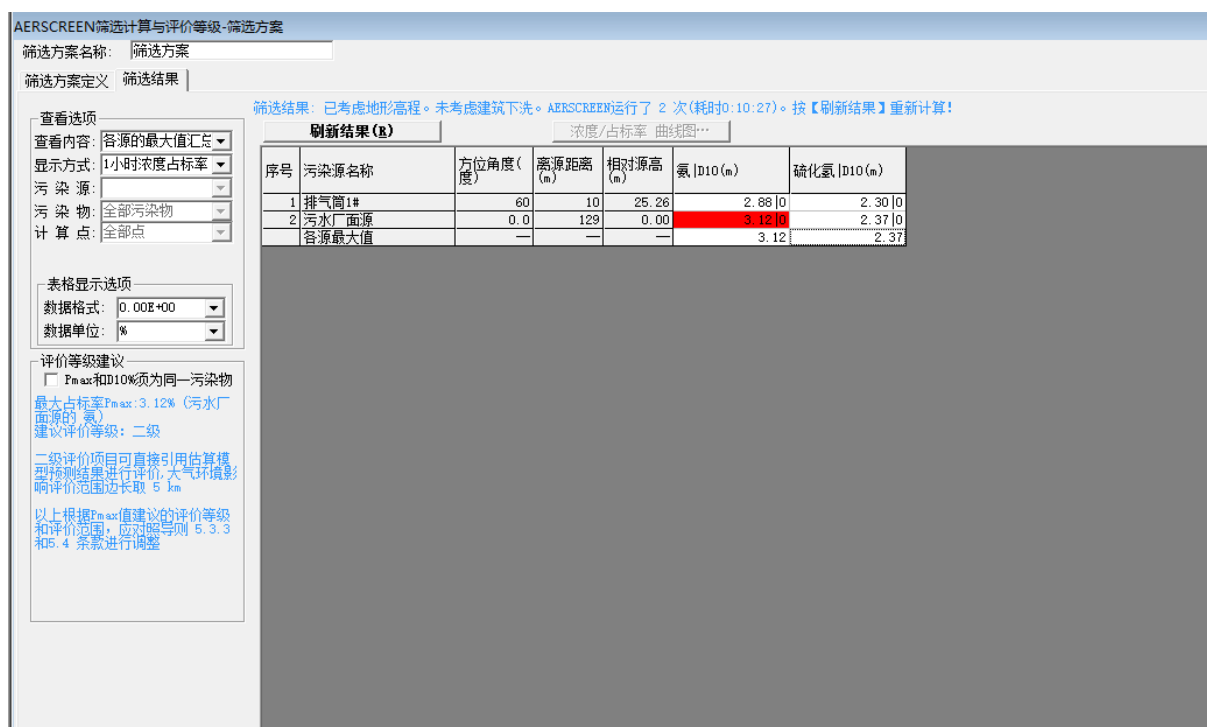 AERSCREEN筛选计算与评价等级-筛选方案
筛选方案名称: 筛选方案
筛选方案定义 筛选结果
筛选结果: 已考虑地形高程。未考虑建筑下洗。AERSCREEN运行了 2 次(耗时0:10:27)。按【刷新结果】重新计算!
刷新结果(R) 浓度/占标率 曲线图…
查看选项
查看内容: 各源的最大值汇总
显示方式: 1小时浓度占标率
污 染 源:
污 染 物: 全部污染物
计 算 点: 全部点
序号 污染源名称 方位角度(度) 离源距离(m) 相对源高(m) 氨|D10(m) 硫化氢|D10(m)
1 排气筒1# 60 10 25.26 2.88|0 2.30|0
2 污水厂面源 0.0 129 0.00 3.12|0 2.37|0
各源最大值 — — — 3.12 2.37
表格显示选项
数据格式: 0.00E+00
数据单位: %
评价等级建议
Pmax和D10%须为同一污染物
最大占标率Pmax:3.12% (污水厂
面源的 氨)
建议评价等级: 二级
二级评价项目可直接引用估算模
型预测结果进行评价,大气环境影
响评价范围边长取 5 km
以上根据Pmax值建议的评价等级
和评价范围,应对照导则 5.3.3
和5.4 条款进行调整